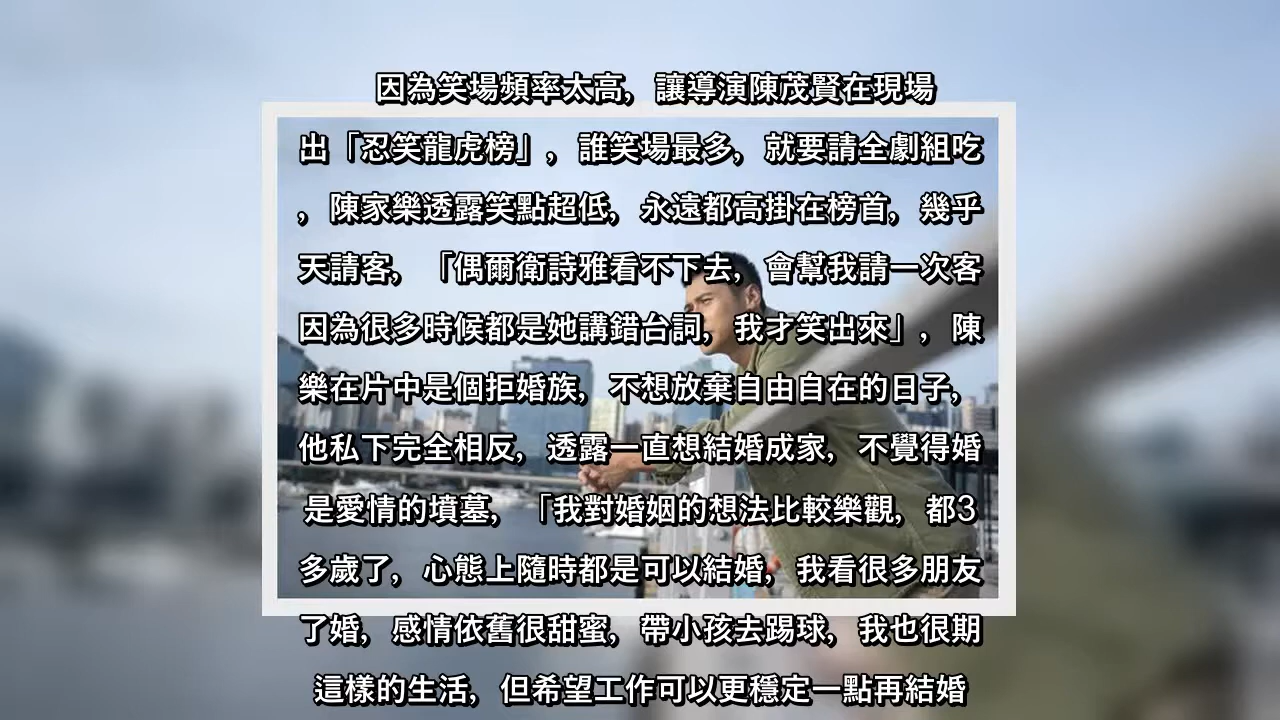 因為笑場頻率太高，讓導演陳茂賢在現場
出「忍笑龍虎榜」，誰笑場最多，就要請全劇組吃
，陳家樂透露笑點超低，永遠都高掛在榜首，幾乎
天請客，「偶爾衛詩雅看不下去，會幫我請一次客
因為很多時候都是她講錯台詞，我才笑出來」，陳
樂在片中是個拒婚族，不想放棄自由自在的日子，
他私下完全相反，透露一直想結婚成家，不覺得婚
是愛情的墳墓，「我對婚姻的想法比較樂觀，都3
多歲了，心態上隨時都是可以結婚，我看很多朋友
了婚，感情依舊很甜蜜，帶小孩去踢球，我也很期
這樣的生活，但希望工作可以更穩定一點再結婚